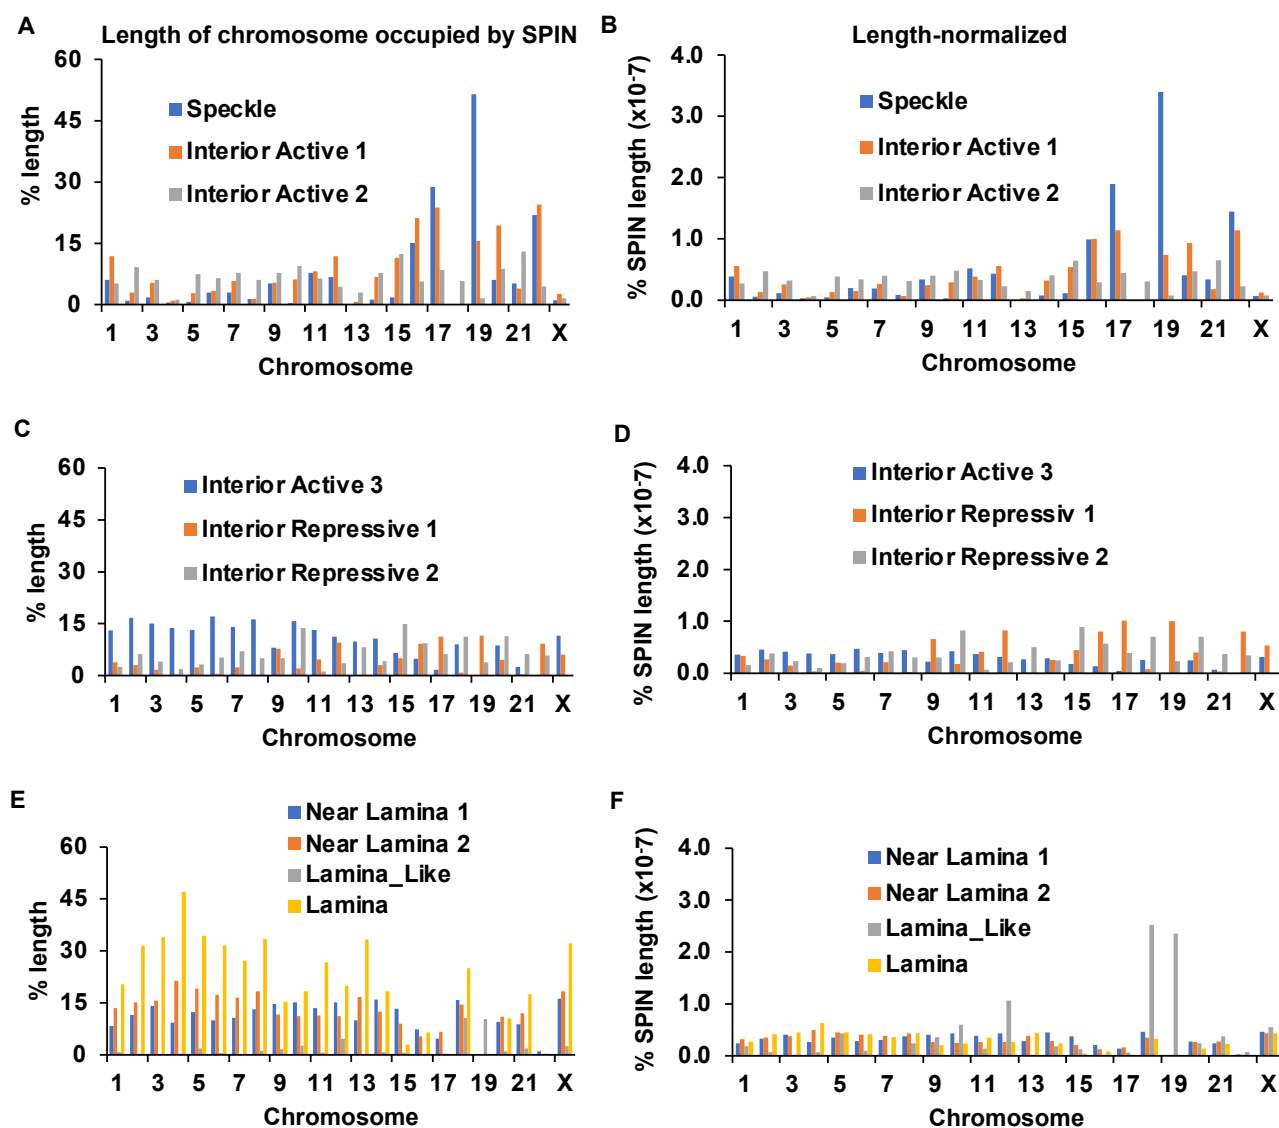 A
Length of chromosome occupied by SPIN
60
45
30
15
0
% length
Speckle
Interior Active 1
Interior Active 2
1 3 5 7 9 11 13 15 17 19 21 X
Chromosome
B
Length-normalized
4.0
3.0
2.0
1.0
0.0
% SPIN length (x10-7)
Speckle
Interior Active 1
Interior Active 2
1 3 5 7 9 11 13 15 17 19 21 X
Chromosome
C
60
45
30
15
0
% length
Interior Active 3
Interior Repressive 1
Interior Repressive 2
1 3 5 7 9 11 13 15 17 19 21 X
Chromosome
D
4.0
3.0
2.0
1.0
0.0
% SPIN length (x10-7)
Interior Active 3
Interior Repressiv 1
Interior Repressive 2
1 3 5 7 9 11 13 15 17 19 21 X
Chromosome
E
60
45
30
15
0
% length
Near Lamina 1
Near Lamina 2
Lamina_Like
Lamina
1 3 5 7 9 11 13 15 17 19 21 X
Chromosome
F
4.0
3.0
2.0
1.0
0.0
% SPIN length (x10-7)
Near Lamina 1
Near Lamina 2
Lamina_Like
Lamina
1 3 5 7 9 11 13 15 17 19 21 X
Chromosome